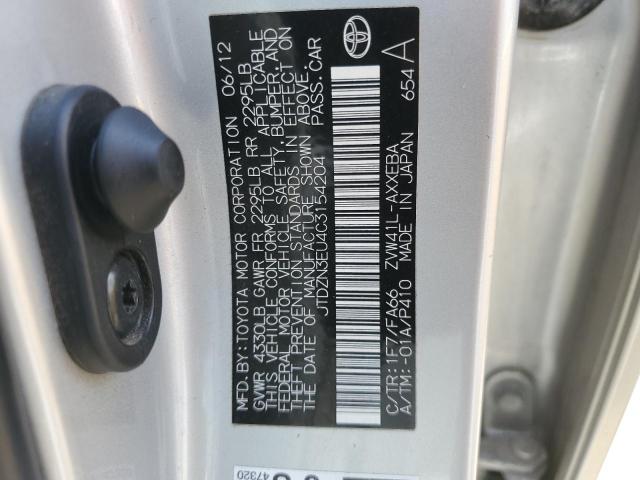 MFD. BY: TOYOTA MOTOR CORPORATION 06/12
GVWR 4330LB GAWR FR 2295LB RR 2295LB
THIS VEHICLE CONFORMS TO ALL APPLICABLE
FEDERAL MOTOR VEHICLE SAFETY, BUMPER, AND
THEFT PREVENTION STANDARDS IN EFFECT ON
THE DATE OF MANUFACTURE SHOWN ABOVE.
JTDZN3EU4C3154204 PASS. CAR
C/TR: 1F7/FA66 ZVW41L-AXXEBA 654 A
A/TM: -01A/P410 MADE IN JAPAN
47320